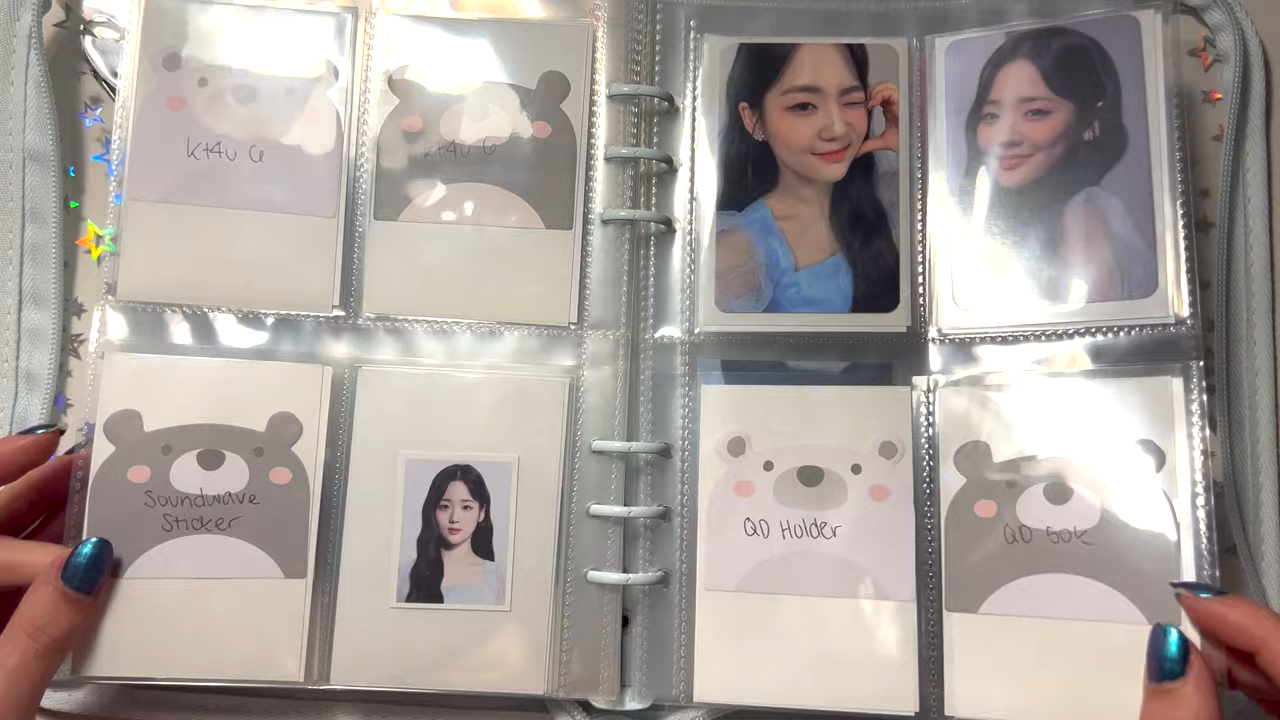 Kt4u G
Kt4u G
Soundwave
Sticker
QD Holder
QD 50K